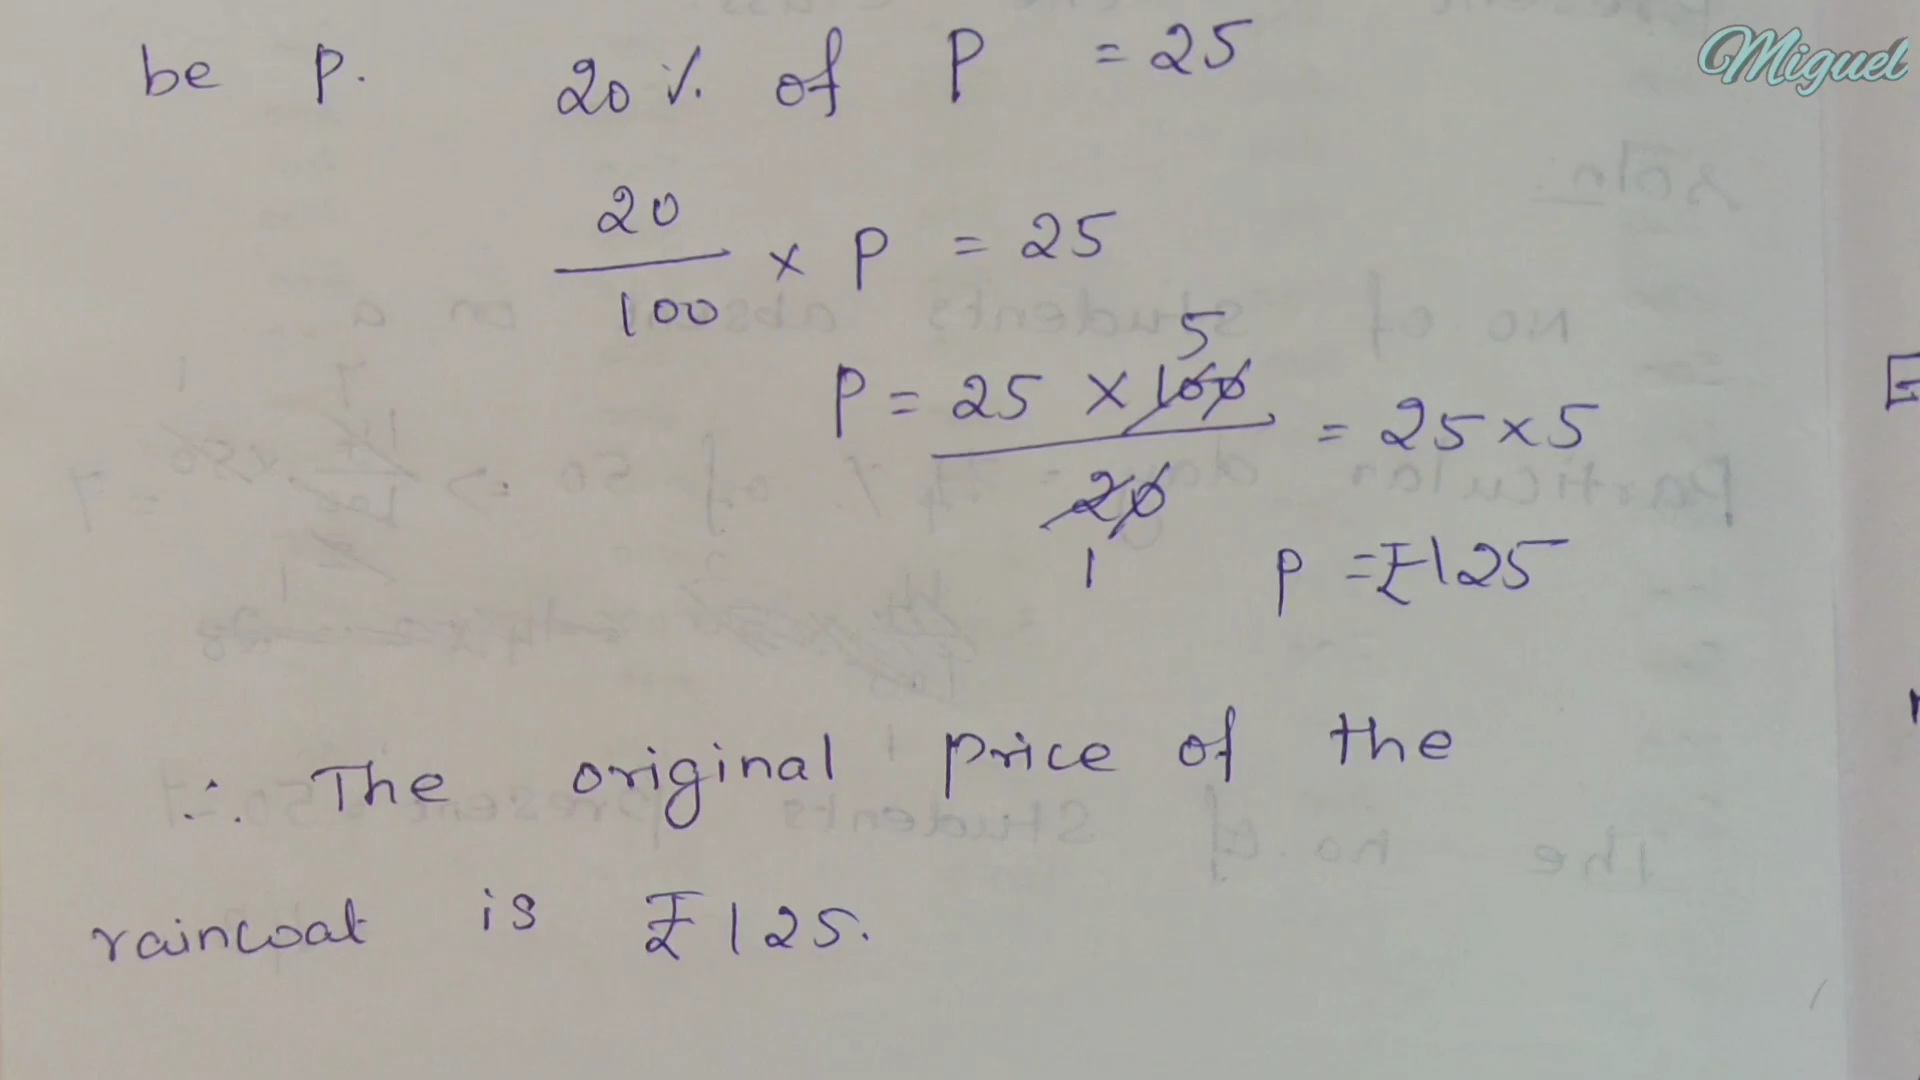 Miguel
be P. 20 % of P = 25
20
100
× P = 25
5
P = 25 × 100 = 25 × 5
20
1
P = ₹ 125
∴ The original price of the
raincoat is ₹ 125.